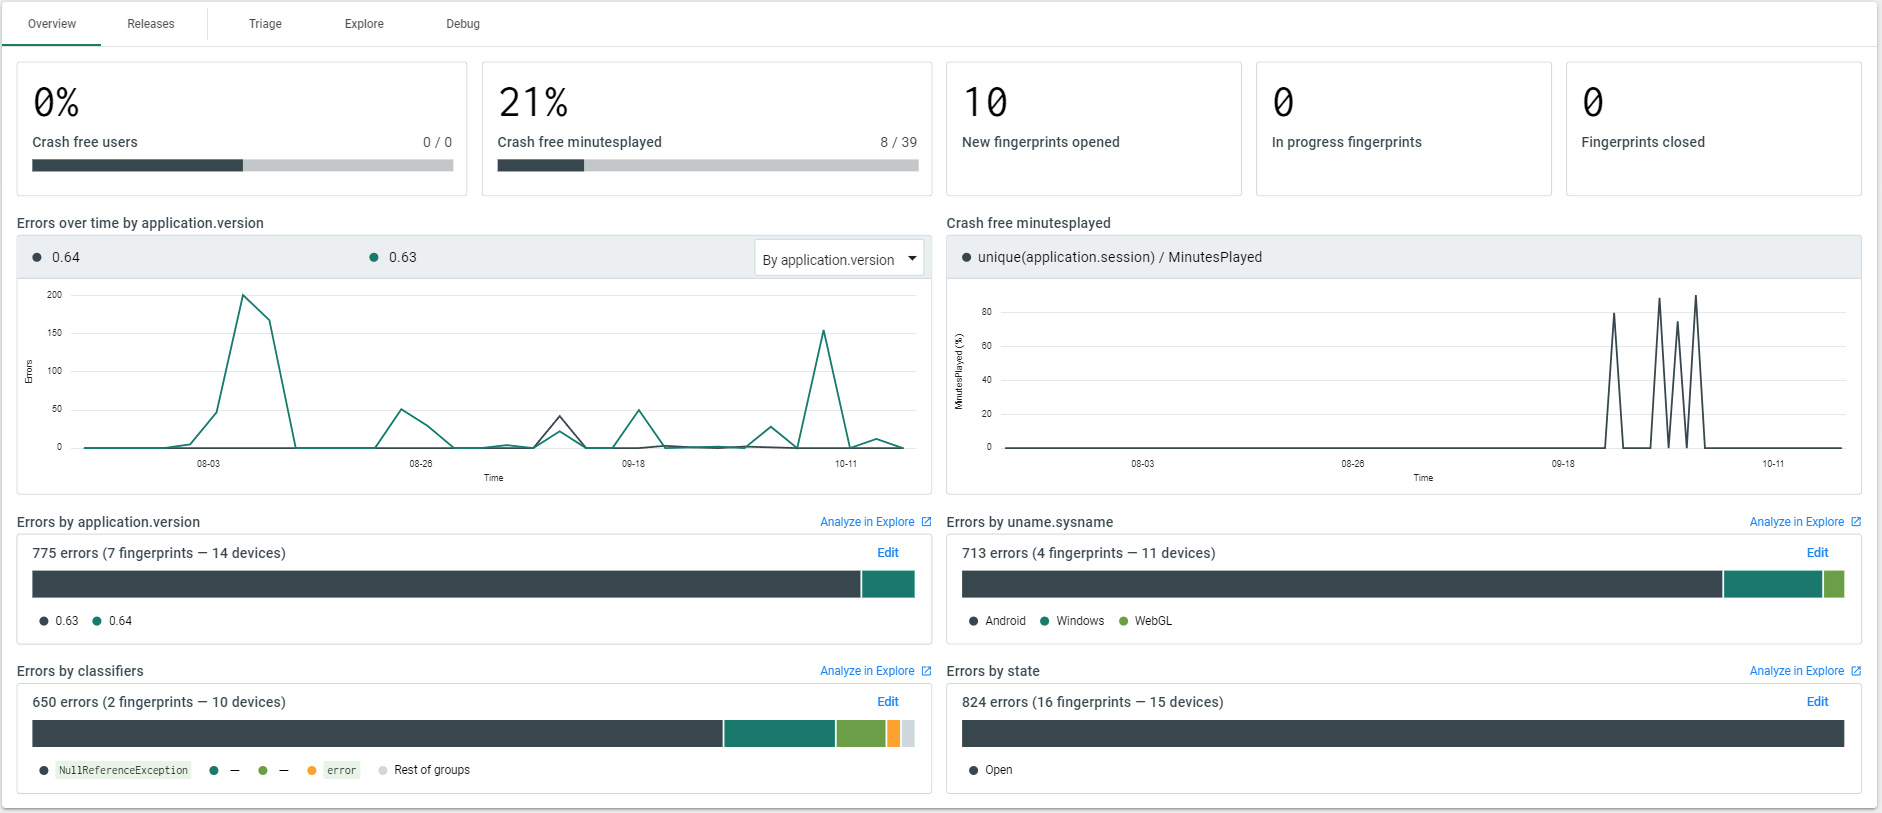 Overview Releases Triage Explore Debug
0%
Crash free users 0 / 0
21%
Crash free minutesplayed 8 / 39
10
New fingerprints opened
0
In progress fingerprints
0
Fingerprints closed
Errors over time by application.version
0.64 0.63 By application.version
200
150
100
50
0
Errors
08-03 08-26 09-18 10-11
Time
Crash free minutesplayed
unique(application.session) / MinutesPlayed
80
60
40
20
0
MinutesPlayed (%)
08-03 08-26 09-18 10-11
Time
Errors by application.version Analyze in Explore
775 errors (7 fingerprints — 14 devices) Edit
0.63 0.64
Errors by uname.sysname Analyze in Explore
713 errors (4 fingerprints — 11 devices) Edit
Android Windows WebGL
Errors by classifiers Analyze in Explore
650 errors (2 fingerprints — 10 devices) Edit
NullReferenceException — — error Rest of groups
Errors by state Analyze in Explore
824 errors (16 fingerprints — 15 devices) Edit
Open